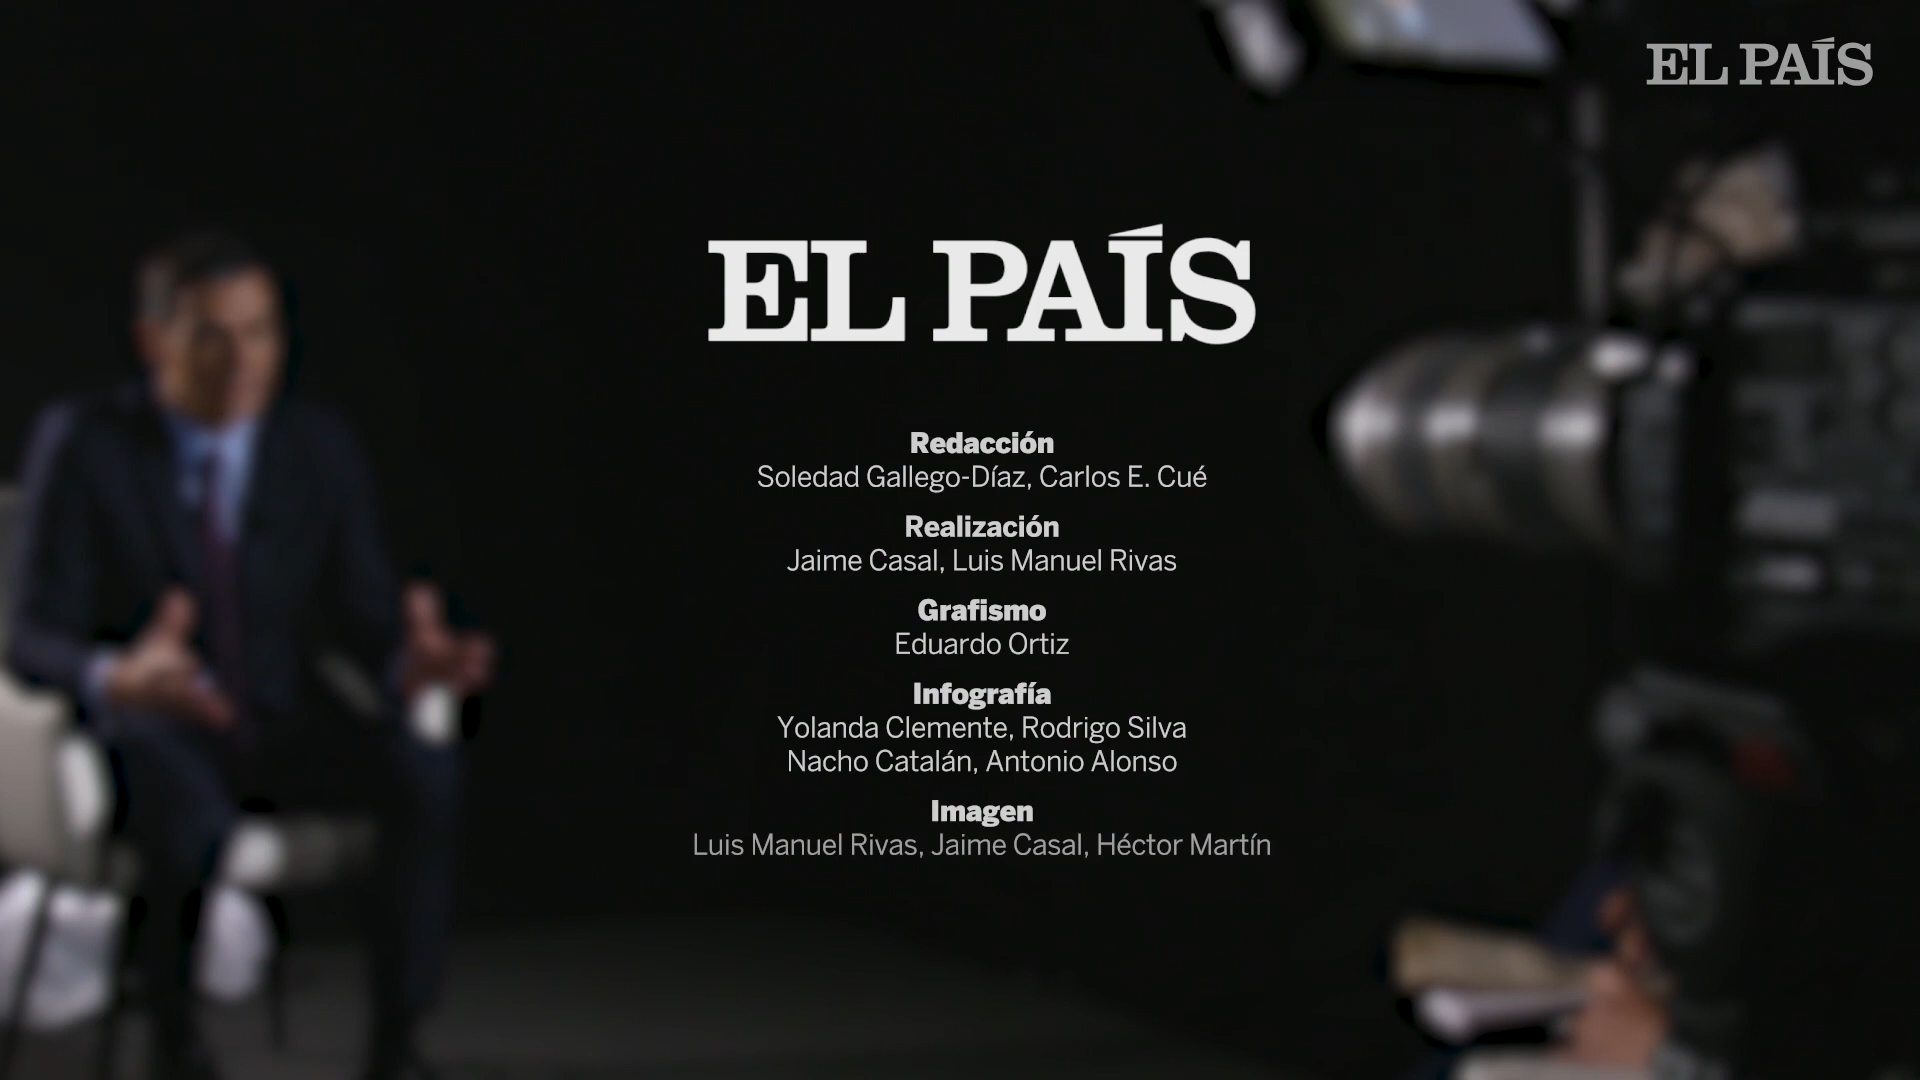 EL PAÍS
EL PAÍS
Redacción
Soledad Gallego-Díaz, Carlos E. Cué
Realización
Jaime Casal, Luis Manuel Rivas
Grafismo
Eduardo Ortiz
Infografía
Yolanda Clemente, Rodrigo Silva
Nacho Catalán, Antonio Alonso
Imagen
Luis Manuel Rivas, Jaime Casal, Héctor Martín